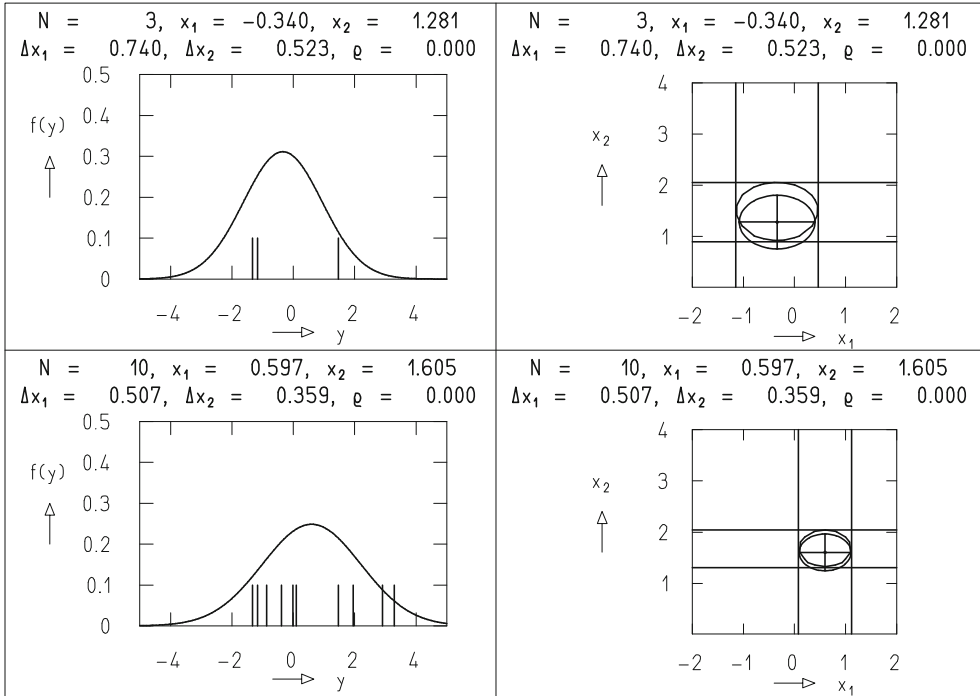 N = 3, x₁ = −0.340, x₂ = 1.281
Δx₁ = 0.740, Δx₂ = 0.523, ϱ = 0.000
0.5
0.4
f(y)
0.3
0.2
0.1
0
−4 −2 0 2 4
y
N = 3, x₁ = −0.340, x₂ = 1.281
Δx₁ = 0.740, Δx₂ = 0.523, ϱ = 0.000
4
x₂
3
2
1
−2 −1 0 1 2
x₁
N = 10, x₁ = 0.597, x₂ = 1.605
Δx₁ = 0.507, Δx₂ = 0.359, ϱ = 0.000
0.5
0.4
f(y)
0.3
0.2
0.1
0
−4 −2 0 2 4
y
N = 10, x₁ = 0.597, x₂ = 1.605
Δx₁ = 0.507, Δx₂ = 0.359, ϱ = 0.000
4
x₂
3
2
1
−2 −1 0 1 2
x₁